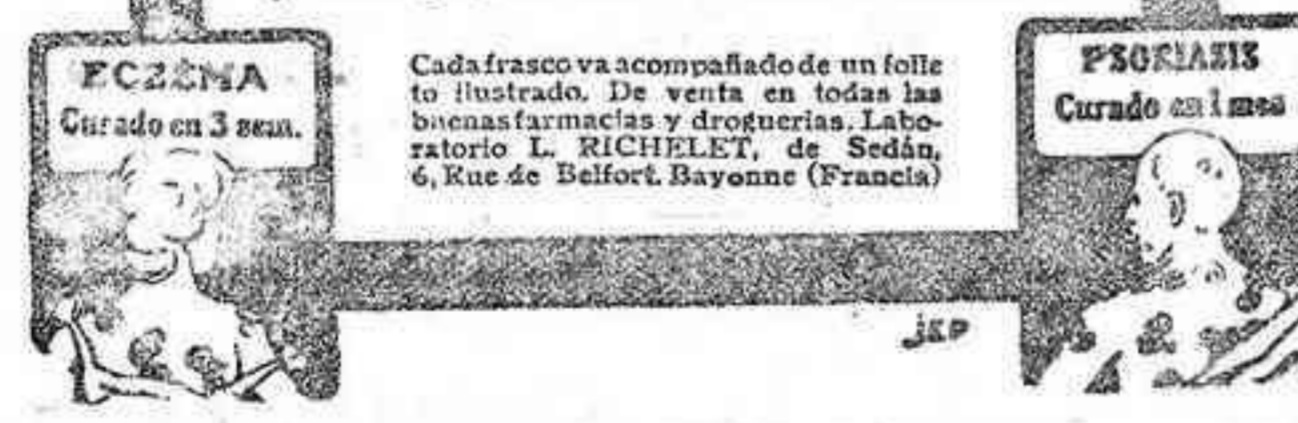 ECZEMA
Curado en 3 sem.
Cada frasco va acompañado de un folle
to ilustrado. De venta en todas las
buenas farmacias y droguerias. Labo-
ratorio L. RICHELET, de Sedán,
6, Rue de Belfort. Bayonne (Francia)
PSORIASIS
Curado en 1 mes